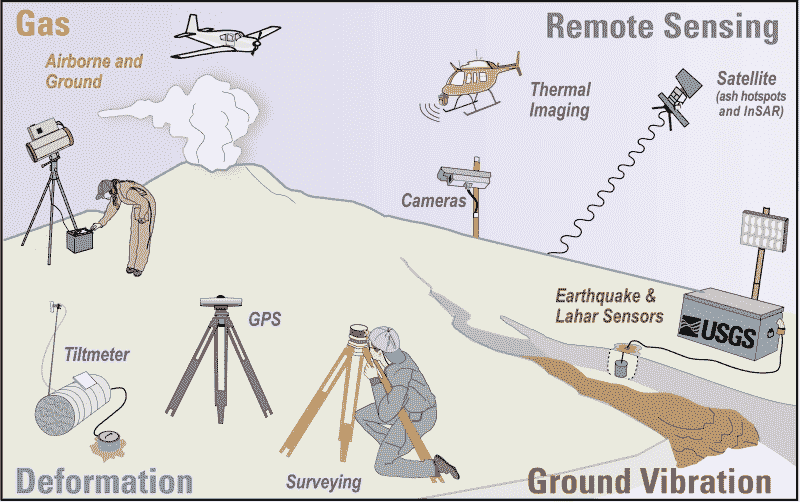 Gas
Airborne and
Ground
Remote Sensing
Thermal
Imaging
Satellite
(ash hotspots
and InSAR)
Cameras
Earthquake &
Lahar Sensors
USGS
GPS
Tiltmeter
Surveying
Deformation
Ground Vibration